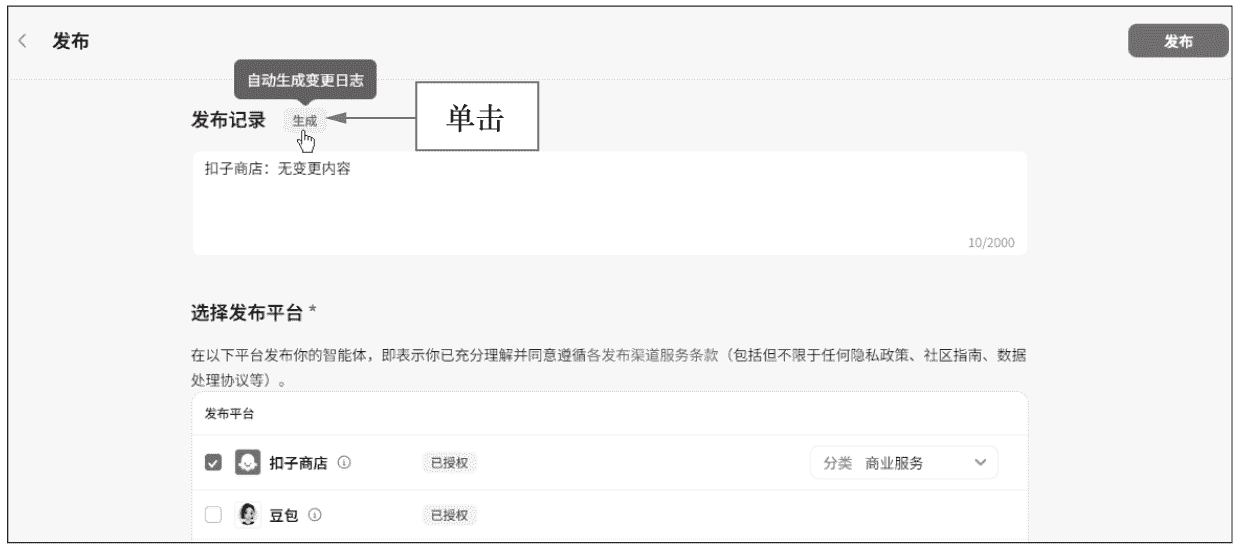 发布
发布
自动生成变更日志
发布记录 生成
单击
扣子商店：无变更内容
10/2000
选择发布平台 *
在以下平台发布你的智能体，即表示你已充分理解并同意遵循各发布渠道服务条款（包括但不限于任何隐私政策、社区指南、数据
处理协议等）。
发布平台
扣子商店 已授权 分类 商业服务
豆包 已授权